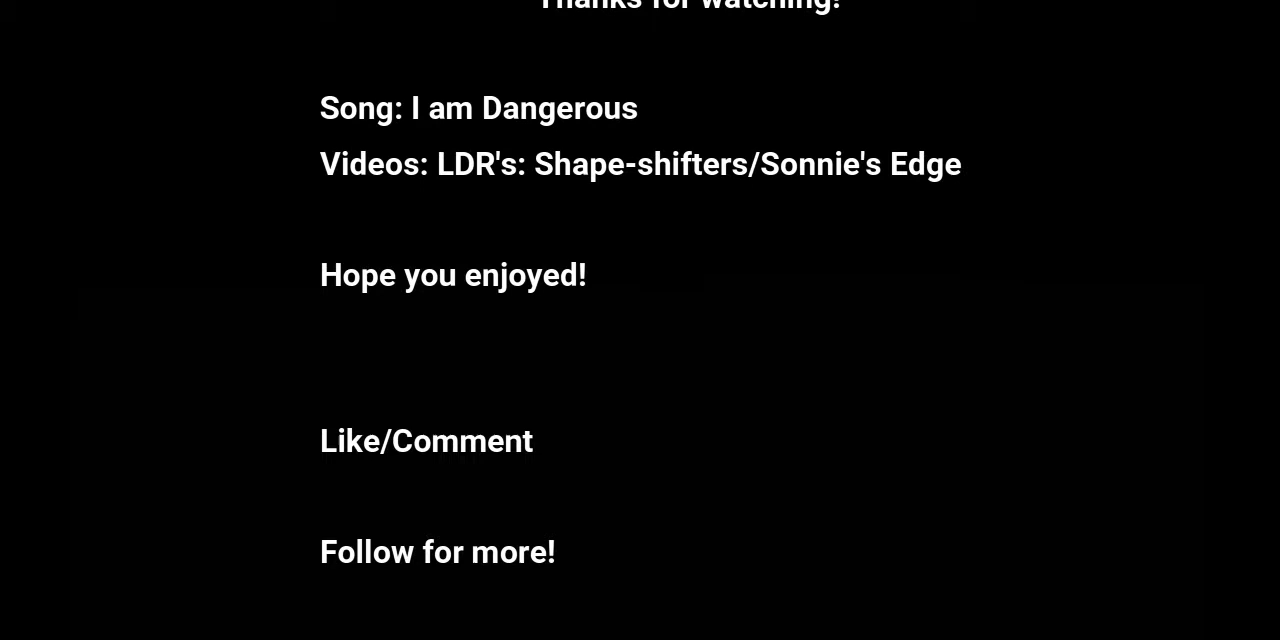 Thanks for watching!
Song: I am Dangerous
Videos: LDR's: Shape-shifters/Sonnie's Edge
Hope you enjoyed!
Like/Comment
Follow for more!